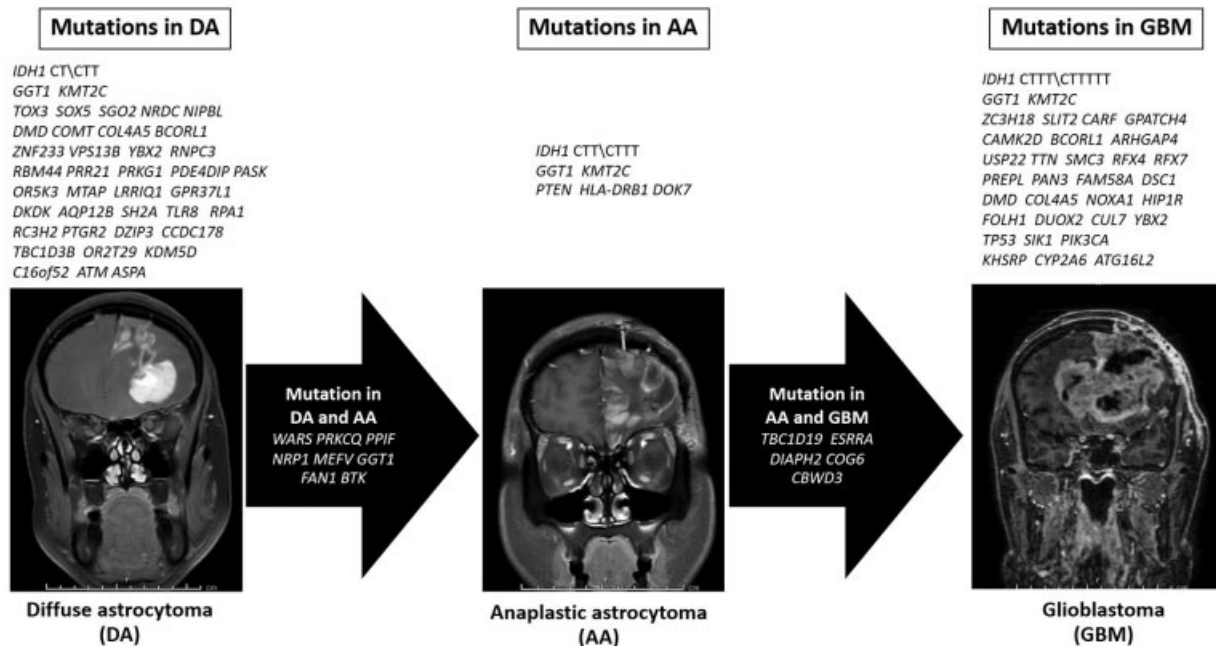 Mutations in DA
IDH1 CT\CTT
GGT1 KMT2C
TOX3 SOX5 SGO2 NRDC NIPBL
DMD COMT COL4A5 BCORL1
ZNF233 VPS13B YBX2 RNPC3
RBM44 PRR21 PRKG1 PDE4DIP PASK
OR5K3 MTAP LRRIQ1 GPR37L1
DKDK AQP12B SH2A TLR8 RPA1
RC3H2 PTGR2 DZIP3 CCDC178
TBC1D3B OR2T29 KDM5D
C16of52 ATM ASPA
Mutation in
DA and AA
WARS PRKCQ PPIF
NRP1 MEFV GGT1
FAN1 BTK
Diffuse astrocytoma
(DA)
Mutations in AA
IDH1 CTT\CTTT
GGT1 KMT2C
PTEN HLA-DRB1 DOK7
Anaplastic astrocytoma
(AA)
Mutation in
AA and GBM
TBC1D19 ESRRA
DIAPH2 COG6
CBWD3
Mutations in GBM
IDH1 CTTT\CTTTTT
GGT1 KMT2C
ZC3H18 SLIT2 CARF GPATCH4
CAMK2D BCORL1 ARHGAP4
USP22 TTN SMC3 RFX4 RFX7
PREPL PAN3 FAM58A DSC1
DMD COL4A5 NOXA1 HIP1R
FOLH1 DUOX2 CUL7 YBX2
TP53 SIK1 PIK3CA
KHSRP CYP2A6 ATG16L2
Glioblastoma
(GBM)